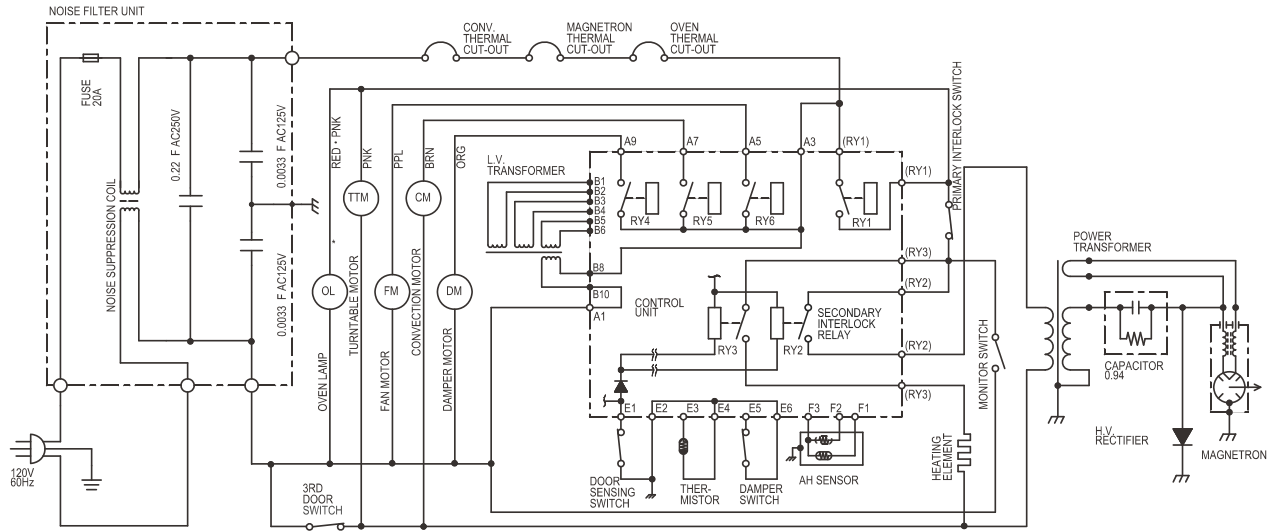 NOISE FILTER UNIT
FUSE
20A
NOISE SUPPRESSION COIL
0.22 F AC250V
0.0033 F AC125V
0.0033 F AC125V
120V
60Hz
CONV.
THERMAL
CUT-OUT
MAGNETRON
THERMAL
CUT-OUT
OVEN
THERMAL
CUT-OUT
RED • PNK
PNK
PPL
BRN
ORG
TTM
CM
*
OL
FM
DM
OVEN LAMP
TURNTABLE MOTOR
FAN MOTOR
CONVECTION MOTOR
DAMPER MOTOR
3RD
DOOR
SWITCH
L.V.
TRANSFORMER
A9
A7
A5
A3
(RY1)
B1
B2
B3
B4
B5
B6
B8
B10
A1
RY4
RY5
RY6
RY1
(RY1)
(RY3)
(RY2)
(RY2)
(RY3)
CONTROL
UNIT
RY3
RY2
SECONDARY
INTERLOCK
RELAY
E1
E2
E3
E4
E5
E6
F3
F2
F1
DOOR
SENSING
SWITCH
THER-
MISTOR
DAMPER
SWITCH
AH SENSOR
HEATING
ELEMENT
PRIMARY INTERLOCK SWITCH
MONITOR SWITCH
POWER
TRANSFORMER
CAPACITOR
0.94
H.V.
RECTIFIER
MAGNETRON